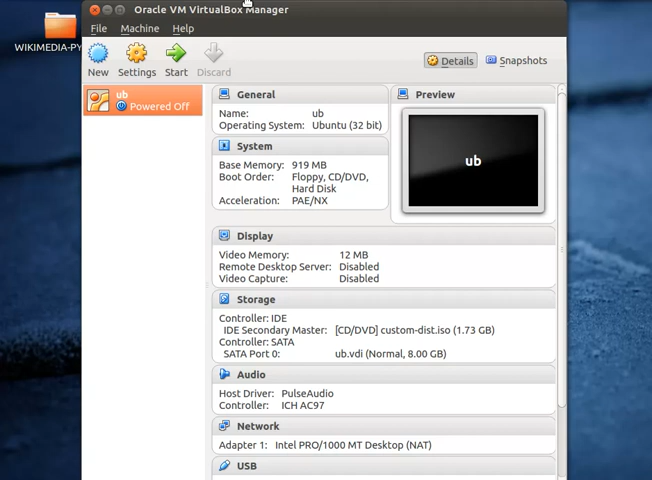 Oracle VM VirtualBox Manager
File Machine Help
New Settings Start Discard
Details Snapshots
ub
Powered Off
General
Name: ub
Operating System: Ubuntu (32 bit)
System
Base Memory: 919 MB
Boot Order: Floppy, CD/DVD,
Hard Disk
Acceleration: PAE/NX
Preview
ub
Display
Video Memory: 12 MB
Remote Desktop Server: Disabled
Video Capture: Disabled
Storage
Controller: IDE
IDE Secondary Master: [CD/DVD] custom-dist.iso (1.73 GB)
Controller: SATA
SATA Port 0: ub.vdi (Normal, 8.00 GB)
Audio
Host Driver: PulseAudio
Controller: ICH AC97
Network
Adapter 1: Intel PRO/1000 MT Desktop (NAT)
USB